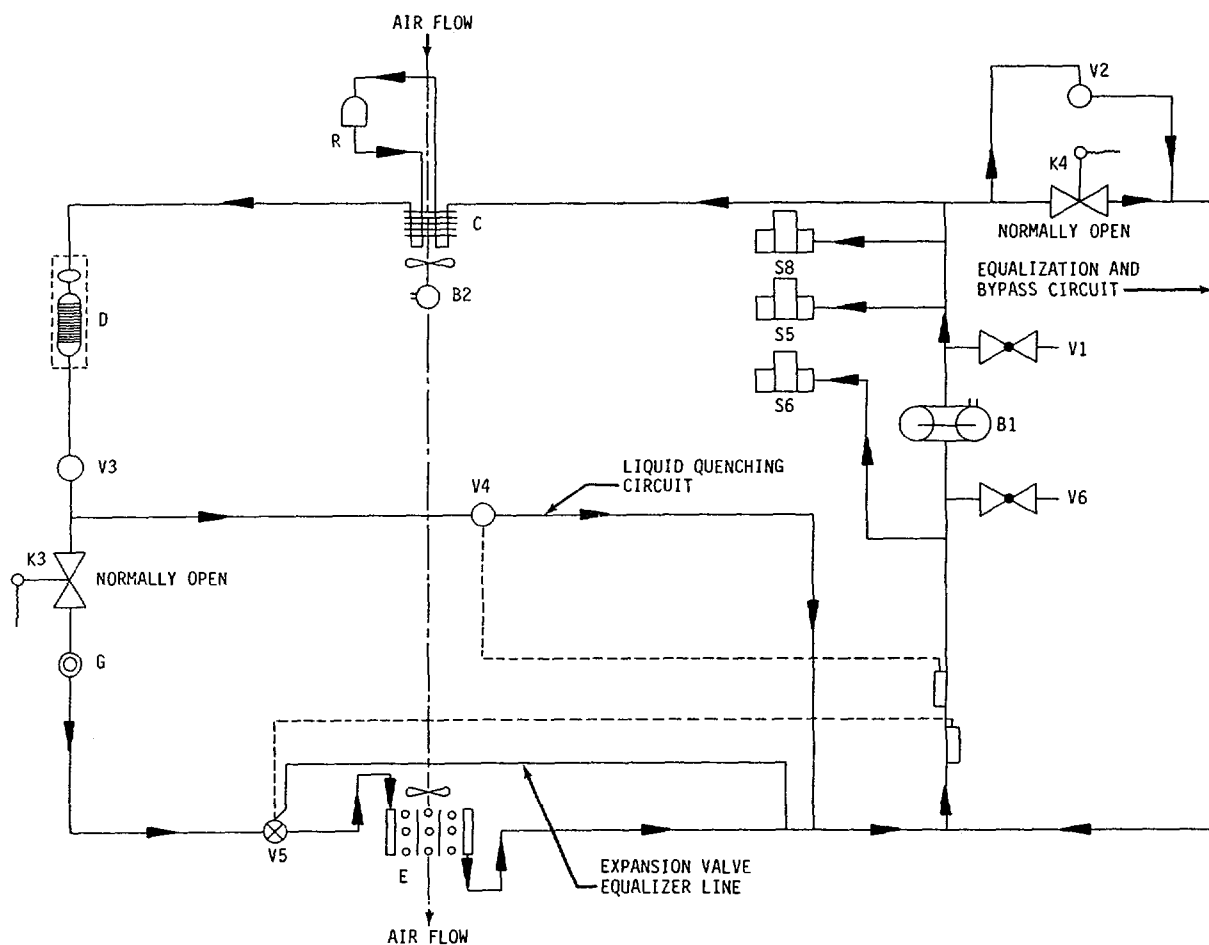 AIR FLOW
V2
R
K4
C
NORMALLY OPEN
S8
EQUALIZATION AND
BYPASS CIRCUIT
B2
D
S5
V1
S6
B1
V3
LIQUID QUENCHING
CIRCUIT
V4
V6
K3
NORMALLY OPEN
G
V5
E
EXPANSION VALVE
EQUALIZER LINE
AIR FLOW